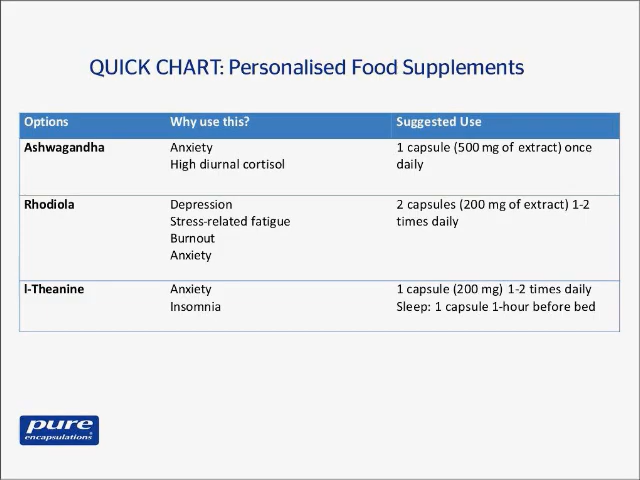 QUICK CHART: Personalised Food Supplements
Options Why use this? Suggested Use
Ashwagandha Anxiety 1 capsule (500 mg of extract) once
High diurnal cortisol daily
Rhodiola Depression 2 capsules (200 mg of extract) 1-2
Stress-related fatigue times daily
Burnout
Anxiety
l-Theanine Anxiety 1 capsule (200 mg) 1-2 times daily
Insomnia Sleep: 1 capsule 1-hour before bed
pure
encapsulations®